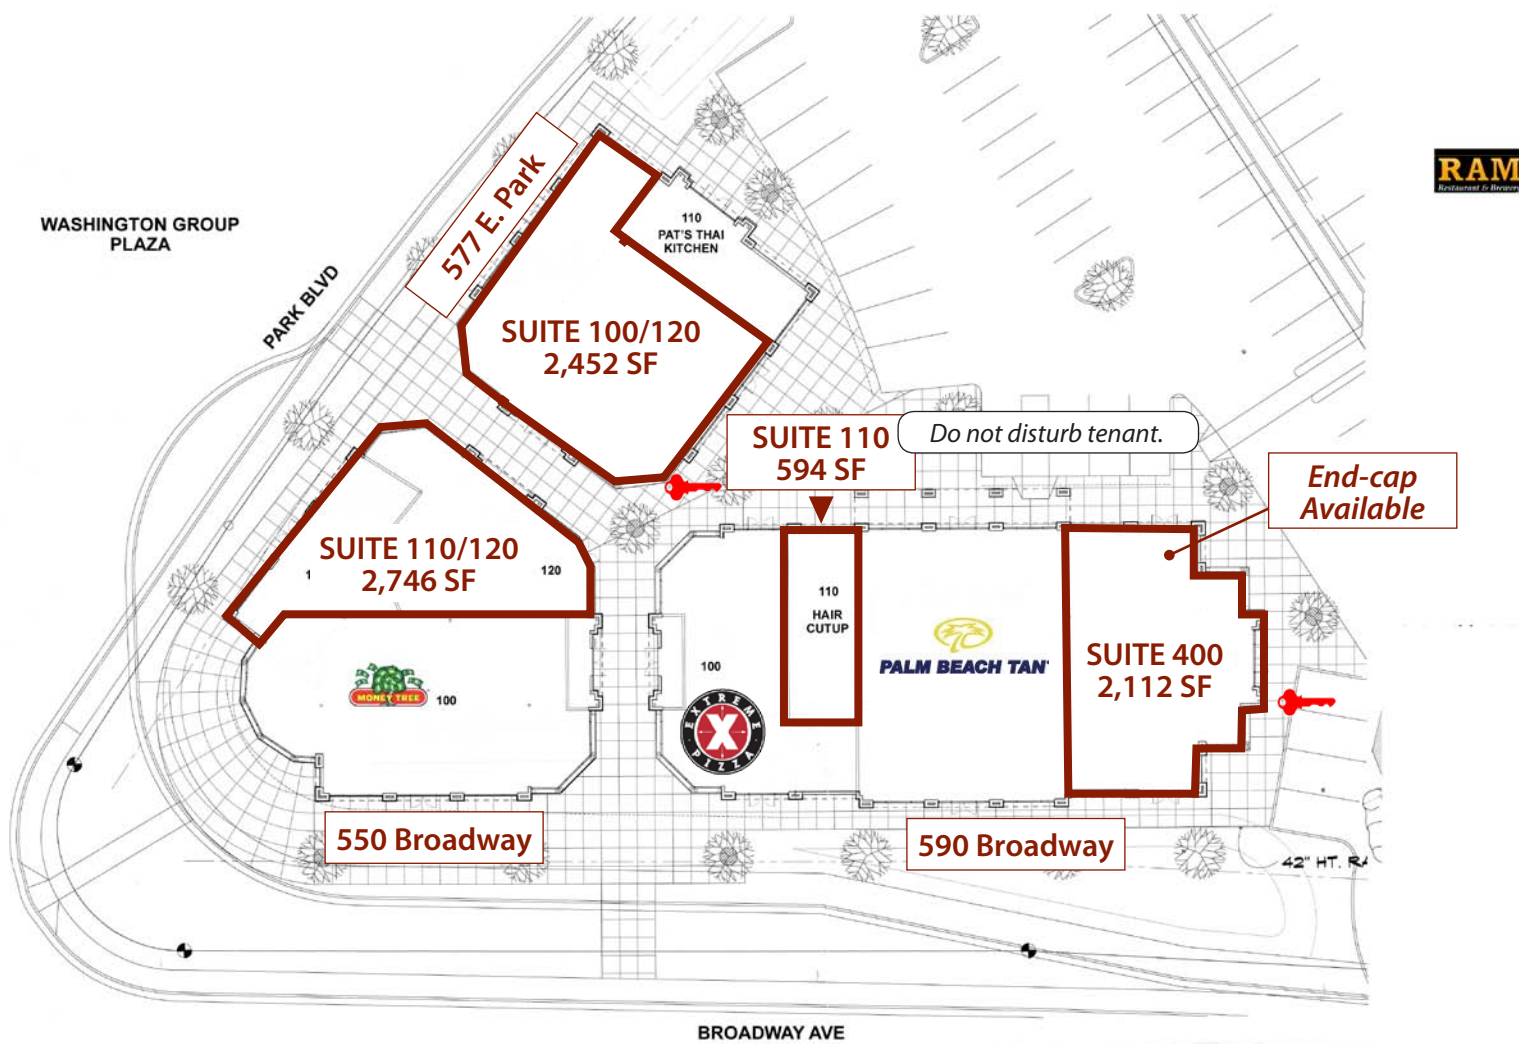 RAM
Restaurant & Brewery
577 E. Park
110
PAT'S THAI
KITCHEN
WASHINGTON GROUP
PLAZA
PARK BLVD
SUITE 100/120
2,452 SF
SUITE 110
594 SF
Do not disturb tenant.
End-cap
Available
SUITE 110/120
2,746 SF
1
120
110
HAIR
CUTUP
PALM BEACH TAN
SUITE 400
2,112 SF
MONEY TREE
100
100
EXTREME
X
PIZZA
550 Broadway
590 Broadway
42" HT.
BROADWAY AVE